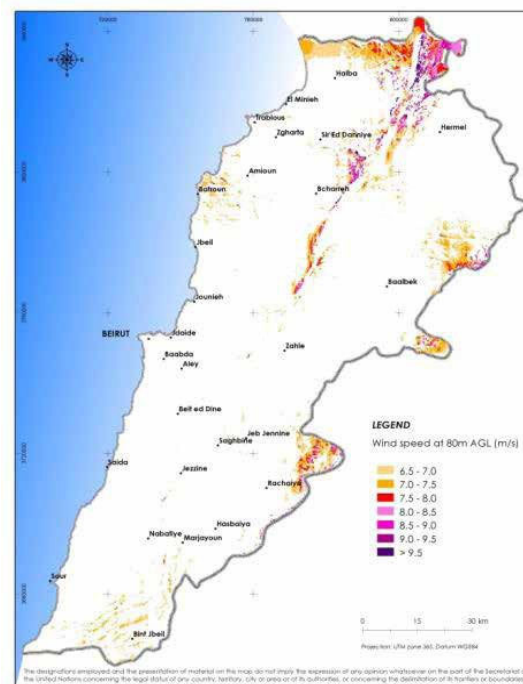 Halba
El Minieh
Trablous
Zgharta
Sir Ed Danniye
Hermel
Amioun
Batroun
Bcharreh
Jbeil
Baalbek
Jounieh
BEIRUT
Jdaide
Zahle
Baabda
Aley
Beit ed Dine
Jeb Jennine
Saghbine
Saida
Jezzine
Rachaiya
Hasbaiya
Nabatiye
Marjayoun
Sour
Bint Jbeil
LEGEND
Wind speed at 80m AGL (m/s)
6.5 - 7.0
7.0 - 7.5
7.5 - 8.0
8.0 - 8.5
8.5 - 9.0
9.0 - 9.5
> 9.5
0 15 30 km
The designations employed and the presentation of material on the map do not imply the expression of any opinion whatsoever on the part of the Secretariat of
the United Nations concerning the legal status of any country, territory, city or area or of its authorities, or concerning the delimitation of its frontiers or boundaries